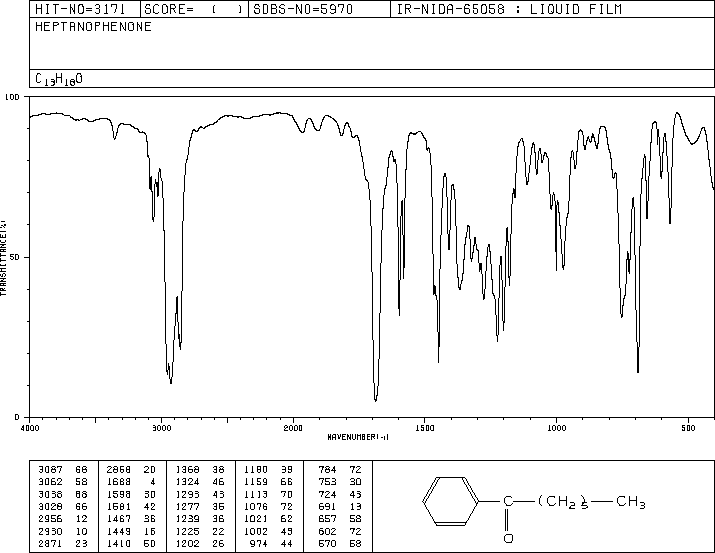 HIT-NO=3171 SCORE= ( ) SDBS-NO=5970 IR-NIDA-65058 : LIQUID FILM
HEPTANOPHENONE
C13H18O
100
50
0
TRANSMITTANCE(%)
4000 3000 2000 1500 1000 500
WAVENUMBER(-1)
3087 66 2858 20 1368 38 1180 39 784 72
3062 58 1688 4 1324 46 1159 66 753 30
3038 68 1598 30 1293 43 1113 70 724 43
3028 66 1581 42 1277 35 1076 72 691 13
2956 12 1467 36 1239 36 1021 62 657 58
2930 10 1449 16 1225 22 1002 49 602 72
2871 23 1410 50 1202 26 974 44 570 58
C (CH2)5 CH3
O